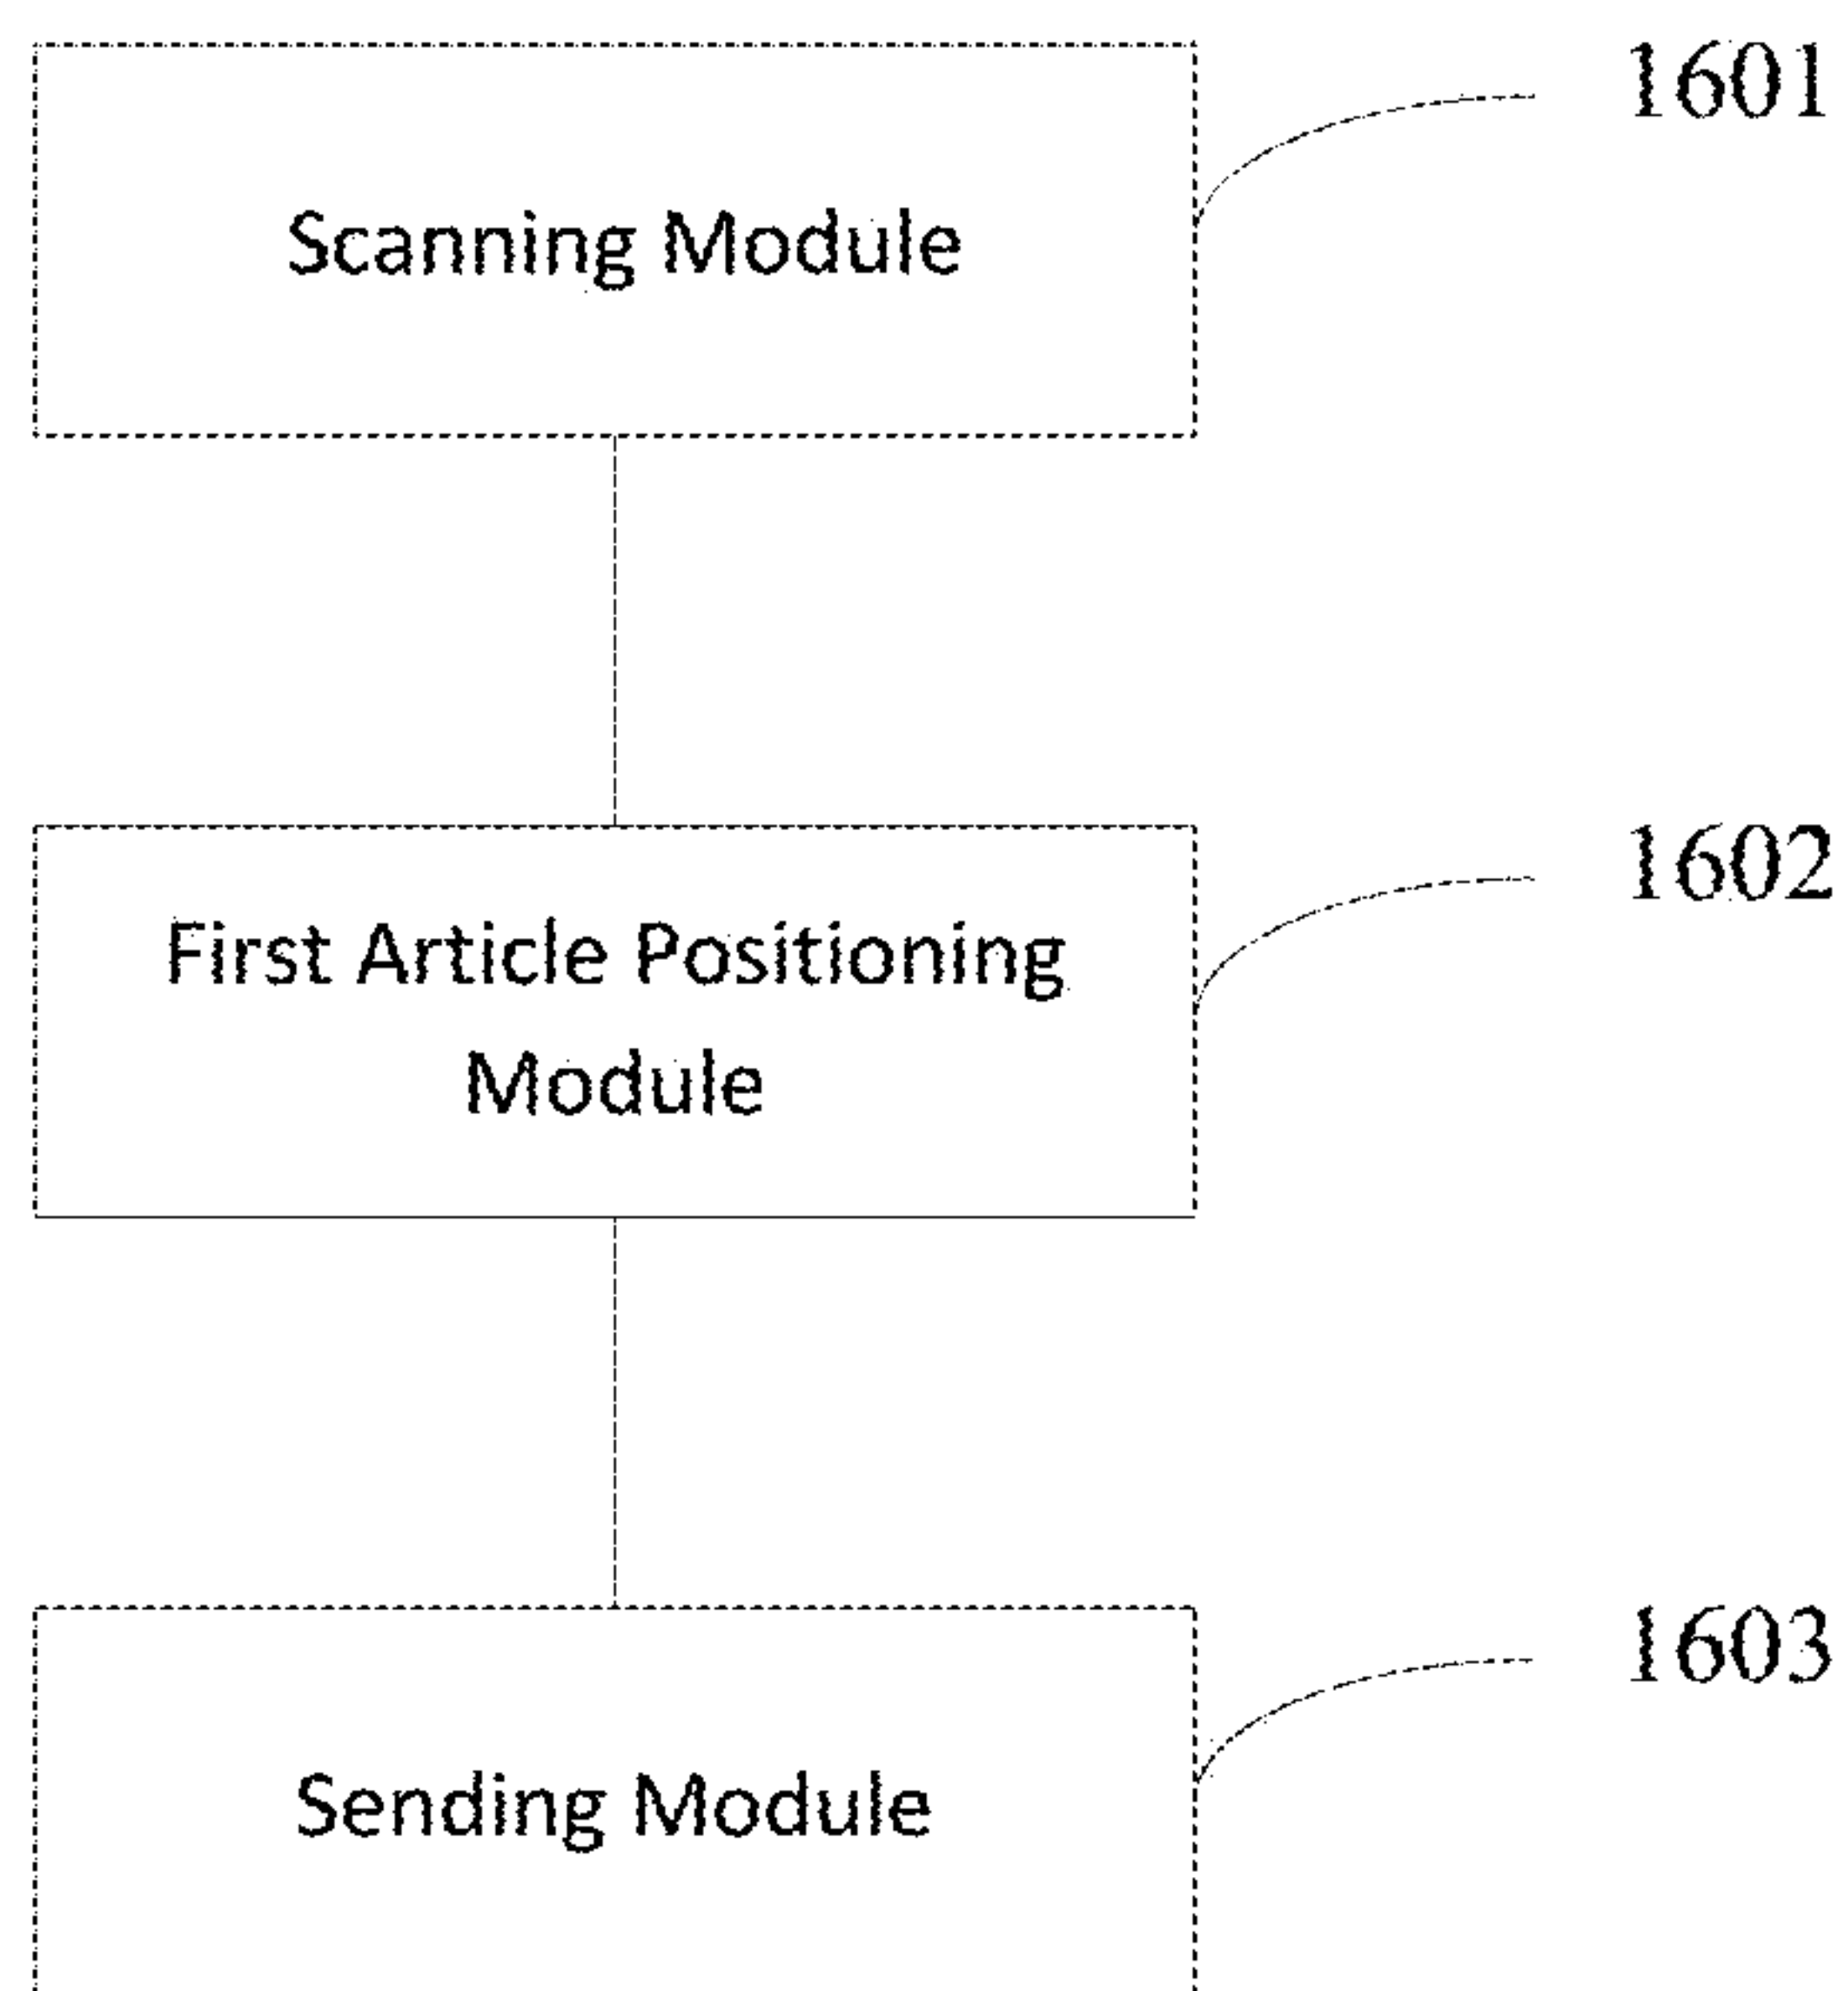 1601
Scanning Module
1602
First Article Positioning
Module
1603
Sending Module